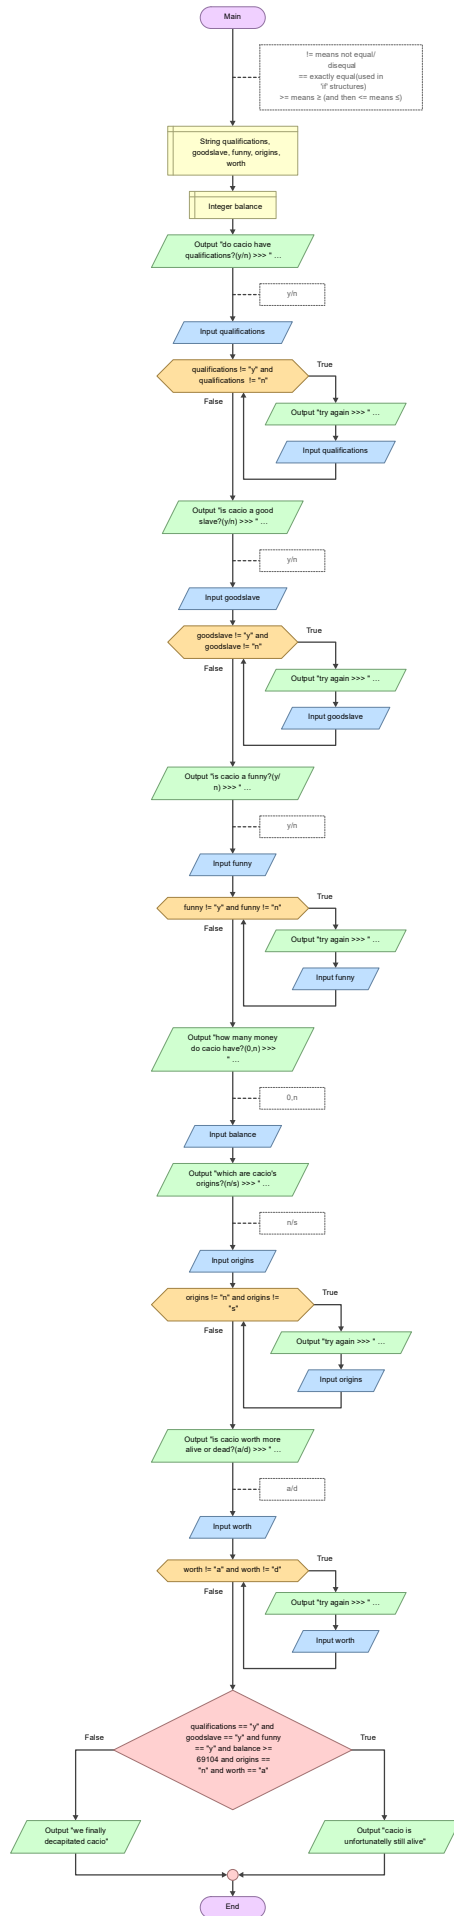 Main
!= means not equal/
disequal
== exactly equal(used in
'if' structures)
>= means ≥ (and then <= means ≤)
String qualifications,
goodslave, funny, origins,
worth
Integer balance
Output "do cacio have
qualifications?(y/n) >>> " ...
y/n
Input qualifications
qualifications != "y" and
qualifications  != "n"
True
False
Output "try again >>> " ...
Input qualifications
Output "is cacio a good
slave?(y/n) >>> " ...
y/n
Input goodslave
goodslave != "y" and
goodslave != "n"
True
False
Output "try again >>> " ...
Input goodslave
Output "is cacio a funny?(y/
n) >>> " ...
y/n
Input funny
funny != "y" and funny != "n"
True
False
Output "try again >>> " ...
Input funny
Output "how many money
do cacio have?(0,n) >>>
" ...
0,n
Input balance
Output "which are cacio's
origins?(n/s) >>> " ...
n/s
Input origins
origins != "n" and origins !=
"s"
True
False
Output "try again >>> " ...
Input origins
Output "is cacio worth more
alive or dead?(a/d) >>> " ...
a/d
Input worth
worth != "a" and worth != "d"
True
False
Output "try again >>> " ...
Input worth
qualifications == "y" and
goodslave == "y" and funny
== "y" and balance >=
69104 and origins ==
"n" and worth == "a"
False
True
Output "we finally
decapitated cacio"
Output "cacio is
unfortunatelly still alive"
End